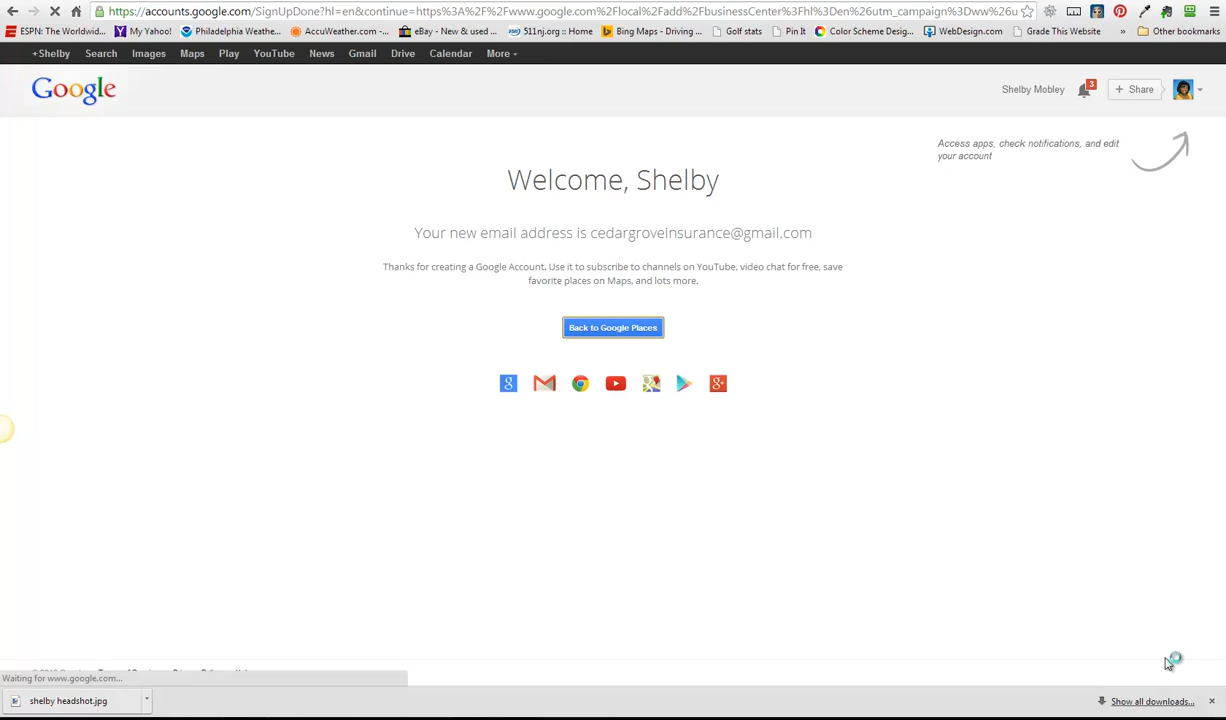 https://accounts.google.com/SignUpDone?hl=en&continue=https%3A%2F%2Fwww.google.com%2Flocal%2Fadd%2FbusinessCenter%3Fhl%3Den%26utm_campaign%3Dww%26u
ESPN: The Worldwid... My Yahoo! Philadelphia Weathe... AccuWeather.com -... eBay - New & used ... 511nj.org :: Home Bing Maps - Driving ... Golf stats Pin It Color Scheme Desig... WebDesign.com Grade This Website » Other bookmarks
+Shelby Search Images Maps Play YouTube News Gmail Drive Calendar More
Google Shelby Mobley 3 + Share
Access apps, check notifications, and edit
your account
Welcome, Shelby
Your new email address is cedargroveinsurance@gmail.com
Thanks for creating a Google Account. Use it to subscribe to channels on YouTube, video chat for free, save
favorite places on Maps, and lots more.
Back to Google Places
Waiting for www.google.com...
shelby headshot.jpg Show all downloads...